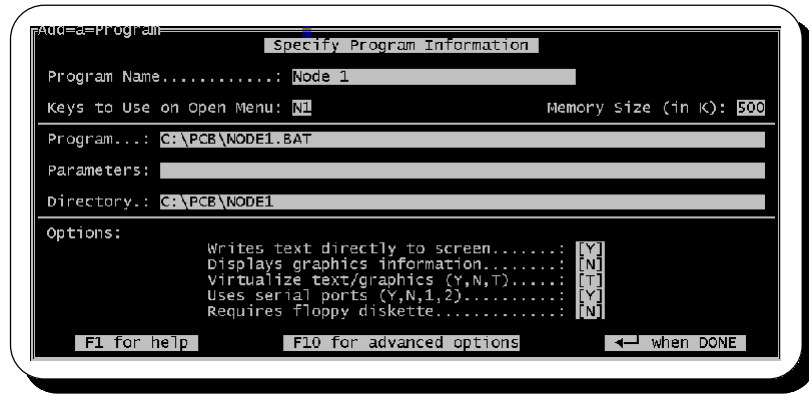 Add=a=Program
Specify Program Information
Program Name............: Node 1
Keys to Use on Open Menu: N1 Memory Size (in K): 500
Program...: C:\PCB\NODE1.BAT
Parameters:
Directory.: C:\PCB\NODE1
Options:
Writes text directly to screen.......: [Y]
Displays graphics information........: [N]
Virtualize text/graphics (Y,N,T).....: [T]
Uses serial ports (Y,N,1,2)..........: [Y]
Requires floppy diskette.............: [N]
F1 for help F10 for advanced options ◄─┘ when DONE